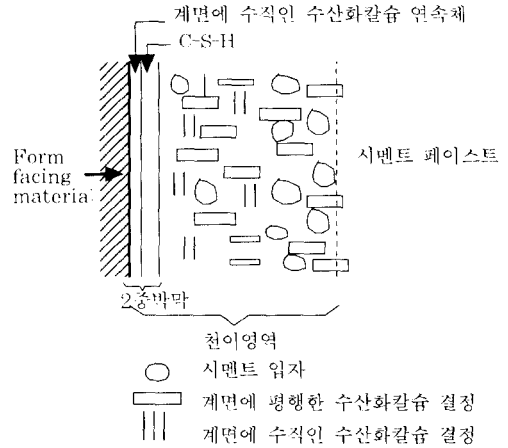 계면에 수직인 수산화칼슘 연속체
C-S-H
Form
facing
material
시멘트 페이스트
2중박막
천이영역
시멘트 입자
계면에 평행한 수산화칼슘 결정
계면에 수직인 수산화칼슘 결정